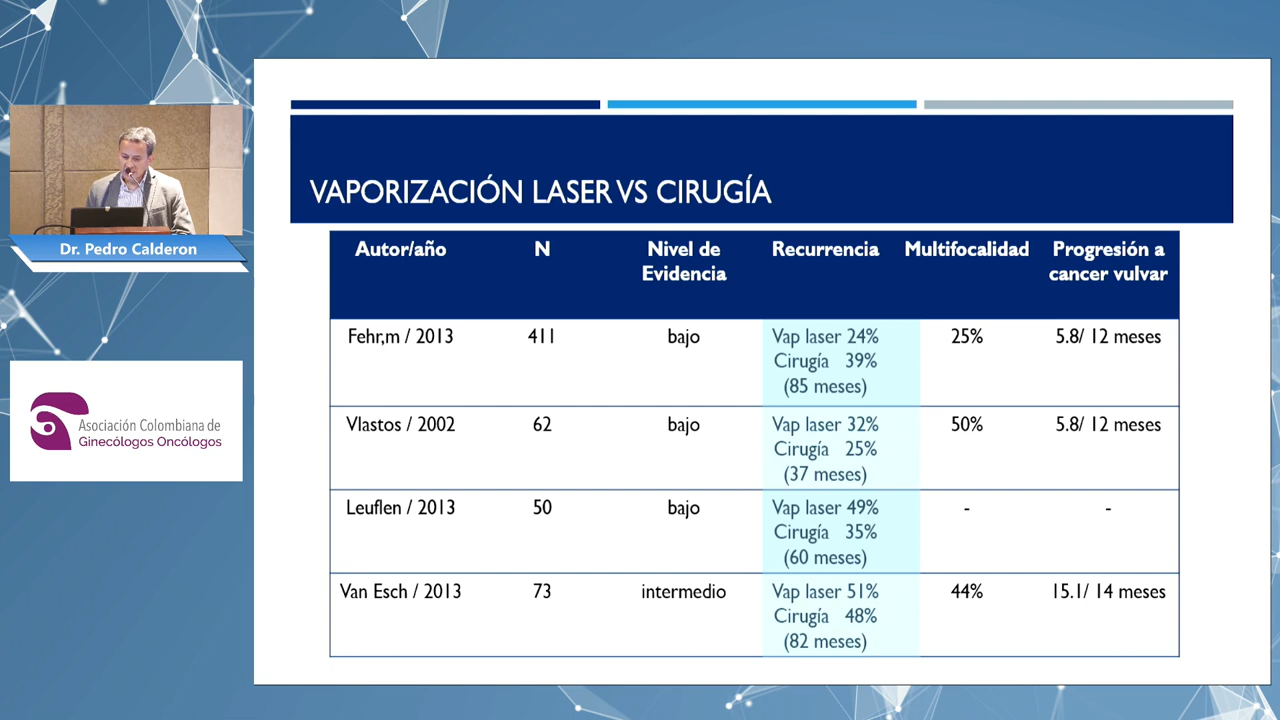 Dr. Pedro Calderon
Asociación Colombiana de
Ginecólogos Oncólogos
VAPORIZACIÓN LASER VS CIRUGÍA
Autor/año N Nivel de Evidencia Recurrencia Multifocalidad Progresión a cancer vulvar
Fehr,m / 2013 411 bajo Vap laser 24% 25% 5.8/ 12 meses
Cirugía 39%
(85 meses)
Vlastos / 2002 62 bajo Vap laser 32% 50% 5.8/ 12 meses
Cirugía 25%
(37 meses)
Leuflen / 2013 50 bajo Vap laser 49% - -
Cirugía 35%
(60 meses)
Van Esch / 2013 73 intermedio Vap laser 51% 44% 15.1/ 14 meses
Cirugía 48%
(82 meses)